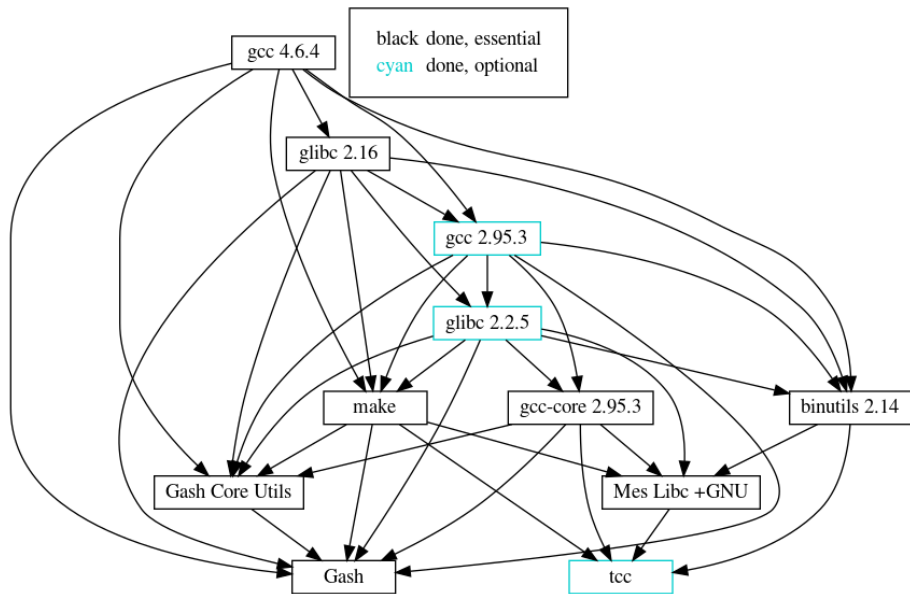 black done, essential
cyan done, optional
gcc 4.6.4
glibc 2.16
gcc 2.95.3
glibc 2.2.5
make
gcc-core 2.95.3
binutils 2.14
Gash Core Utils
Mes Libc +GNU
Gash
tcc